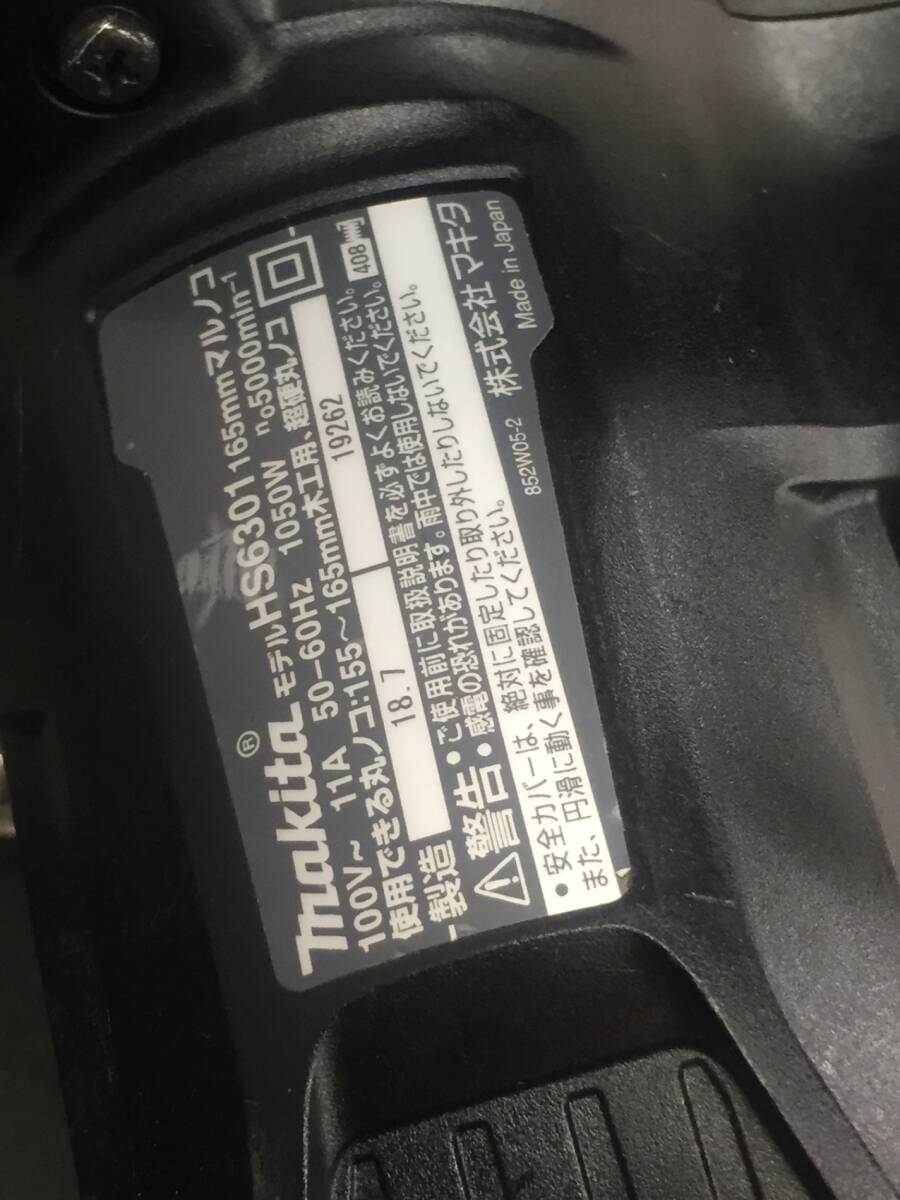 makita® モデル HS6301 165mmマルノコ
100V~ 11A 50-60Hz 1050W n₀5000min⁻¹
使用できる丸ノコ:155~165mm木工用、超硬丸ノコ
製造 18.7 19262
408
警告
・ご使用前に取扱説明書を必ずよくお読みください。
・感電の恐れがあります。雨中では使用しないでください。
・安全カバーは、絶対に固定したり取り外したりしないでください。
また、円滑に動く事を確認してください。
852W05-2 株式会社 マキタ
Made in Japan